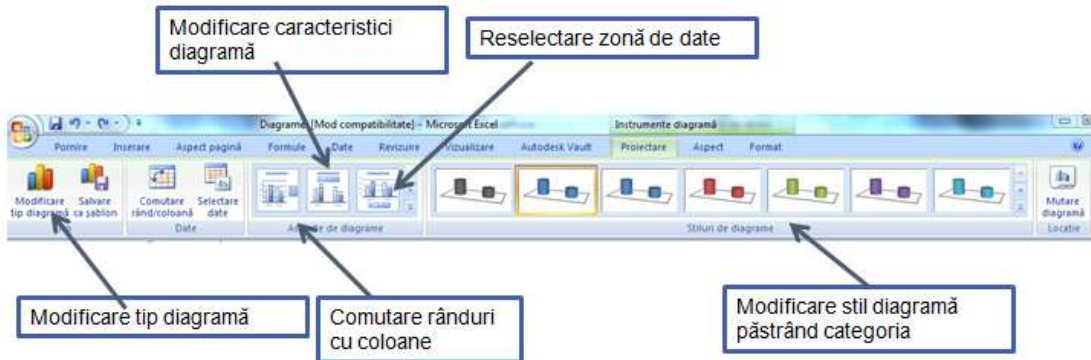 Modificare caracteristici
diagramă
Reselectare zonă de date
Diagrame [Mod compatibilitate] - Microsoft Excel
Instrumente diagramă
Pornire Inserare Aspect pagină Formule Date Revizuire Vizualizare Autodesk Vault Proiectare Aspect Format
Modificare
tip diagramă
Salvare
ca șablon
Comutare
rând/coloană
Selectare
date
Mutare
diagramă
Date
de diagrame
Stiluri de diagrame
Locație
Modificare tip diagramă
Comutare rânduri
cu coloane
Modificare stil diagramă
păstrând categoria